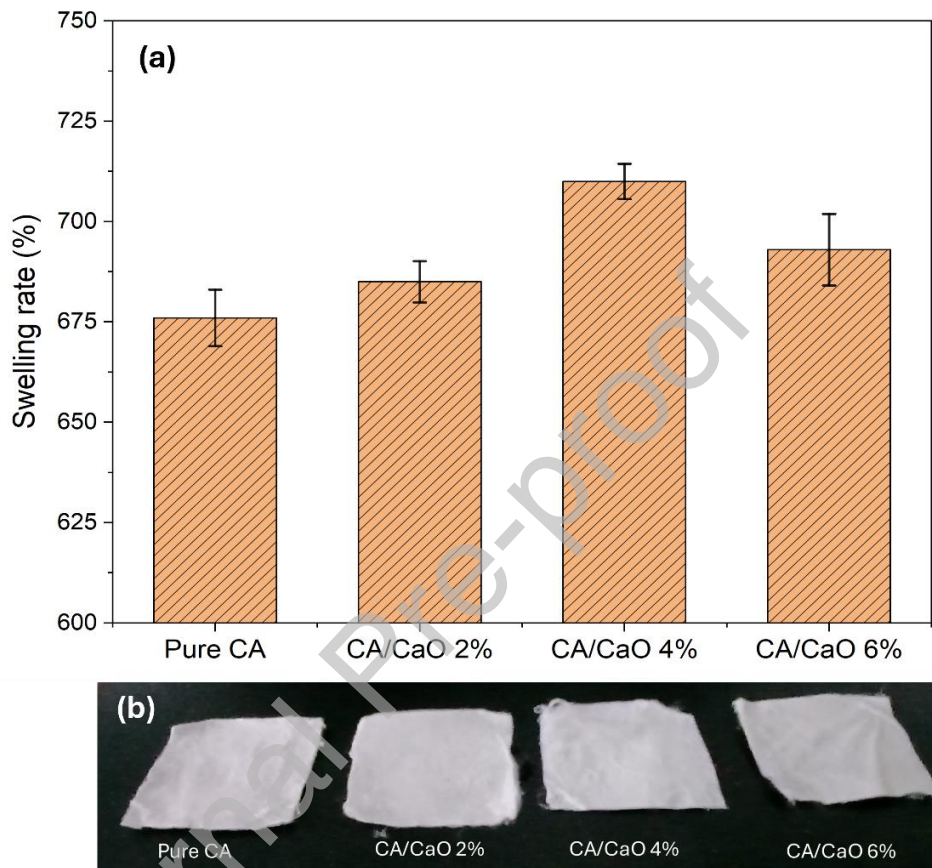 750
(a)
725
700
675
650
625
600
Swelling rate (%)
Pure CA CA/CaO 2% CA/CaO 4% CA/CaO 6%
(b)
Pure CA CA/CaO 2% CA/CaO 4% CA/CaO 6%
nal Pre-proof